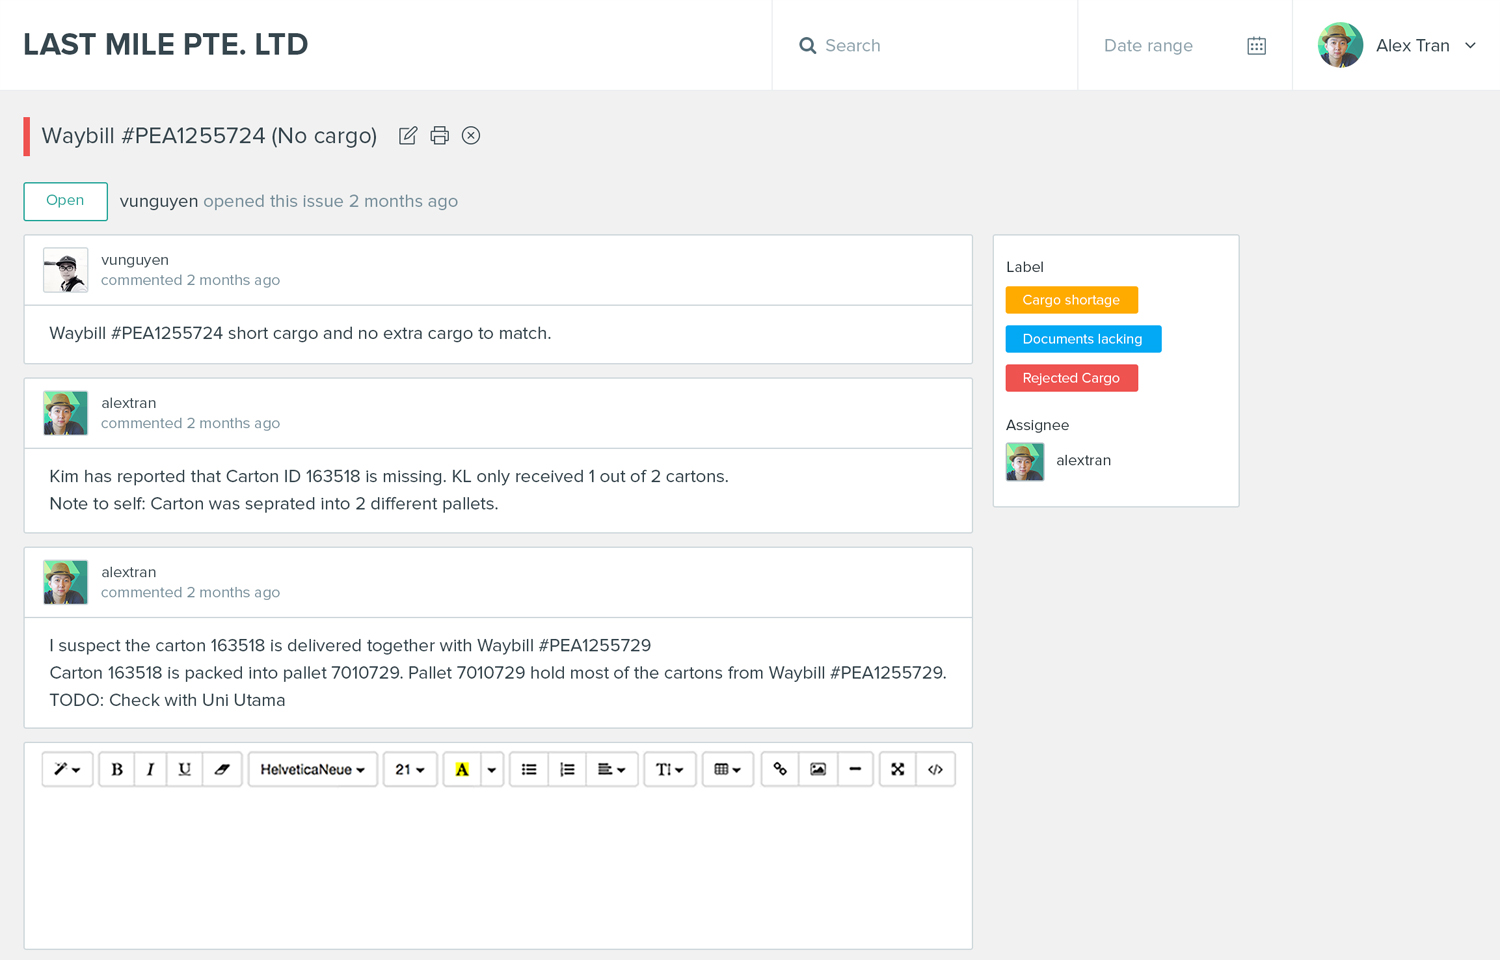 LAST MILE PTE. LTD
Search
Date range
Alex Tran
Waybill #PEA1255724 (No cargo)
Open
vunguyen opened this issue 2 months ago
vunguyen
commented 2 months ago
Waybill #PEA1255724 short cargo and no extra cargo to match.
alextran
commented 2 months ago
Kim has reported that Carton ID 163518 is missing. KL only received 1 out of 2 cartons.
Note to self: Carton was seprated into 2 different pallets.
alextran
commented 2 months ago
I suspect the carton 163518 is delivered together with Waybill #PEA1255729
Carton 163518 is packed into pallet 7010729. Pallet 7010729 hold most of the cartons from Waybill #PEA1255729.
TODO: Check with Uni Utama
B I U HelveticaNeue 21 A T </>
Label
Cargo shortage
Documents lacking
Rejected Cargo
Assignee
alextran